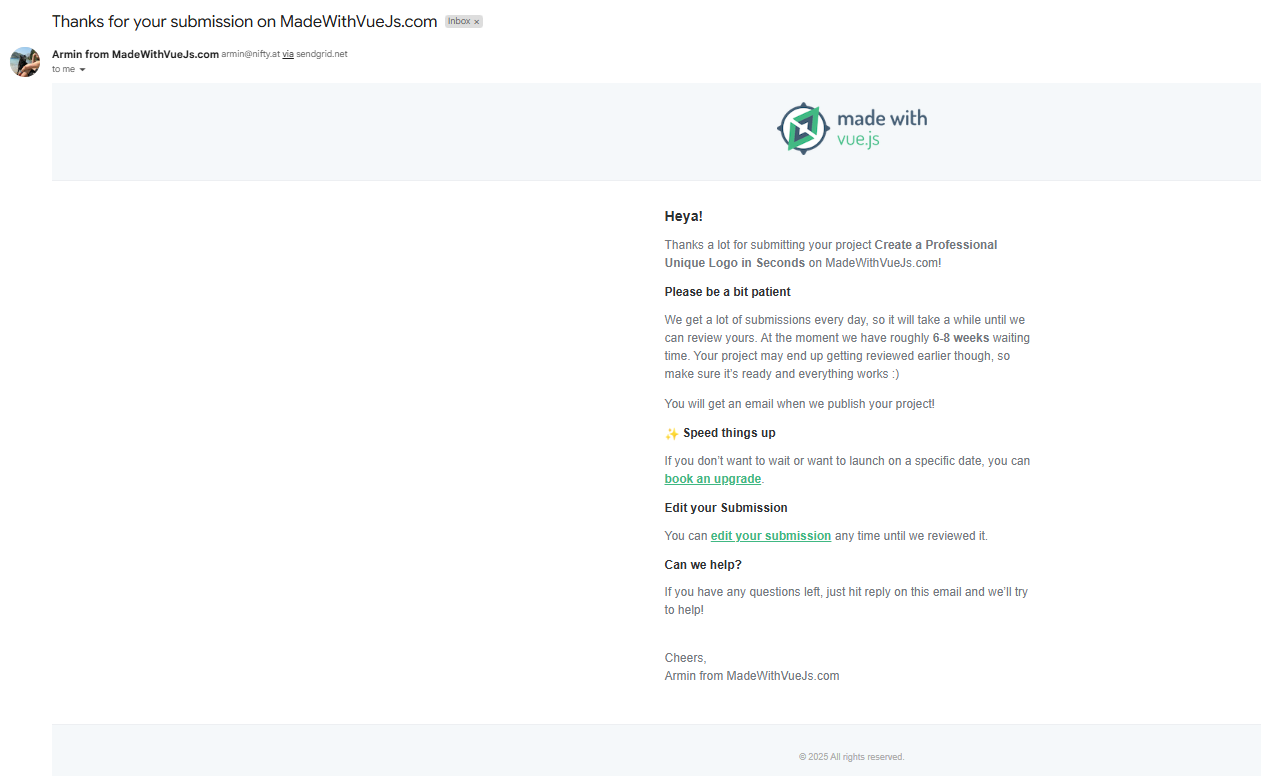 Thanks for your submission on MadeWithVueJs.com Inbox ×
Armin from MadeWithVueJs.com armin@nifty.at via sendgrid.net
to me
made with
vue.js
Heya!
Thanks a lot for submitting your project Create a Professional
Unique Logo in Seconds on MadeWithVueJs.com!
Please be a bit patient
We get a lot of submissions every day, so it will take a while until we
can review yours. At the moment we have roughly 6-8 weeks waiting
time. Your project may end up getting reviewed earlier though, so
make sure it's ready and everything works :)
You will get an email when we publish your project!
✨ Speed things up
If you don't want to wait or want to launch on a specific date, you can
book an upgrade.
Edit your Submission
You can edit your submission any time until we reviewed it.
Can we help?
If you have any questions left, just hit reply on this email and we'll try
to help!
Cheers,
Armin from MadeWithVueJs.com
© 2025 All rights reserved.